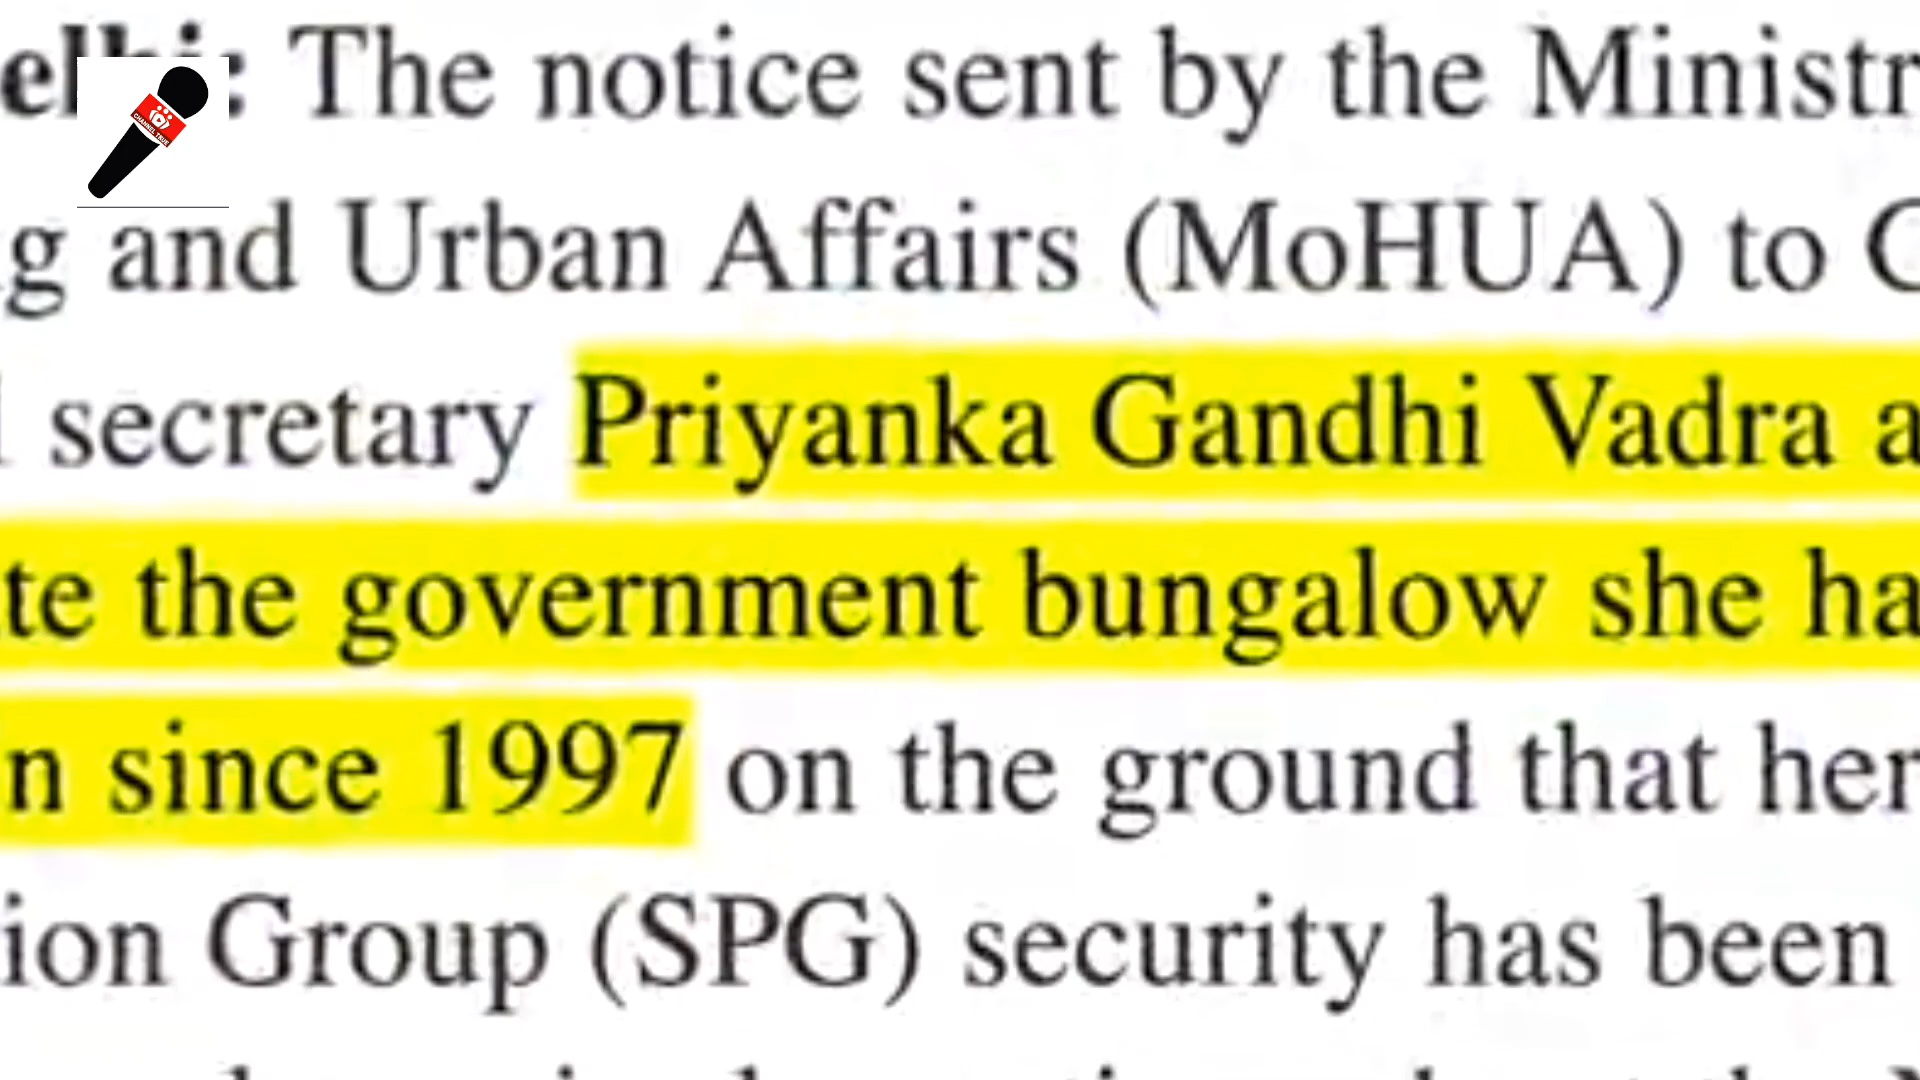 elhi: The notice sent by the Ministr
g and Urban Affairs (MoHUA) to
secretary Priyanka Gandhi Vadra a
te the government bungalow she ha
n since 1997 on the ground that her
ion Group (SPG) security has been